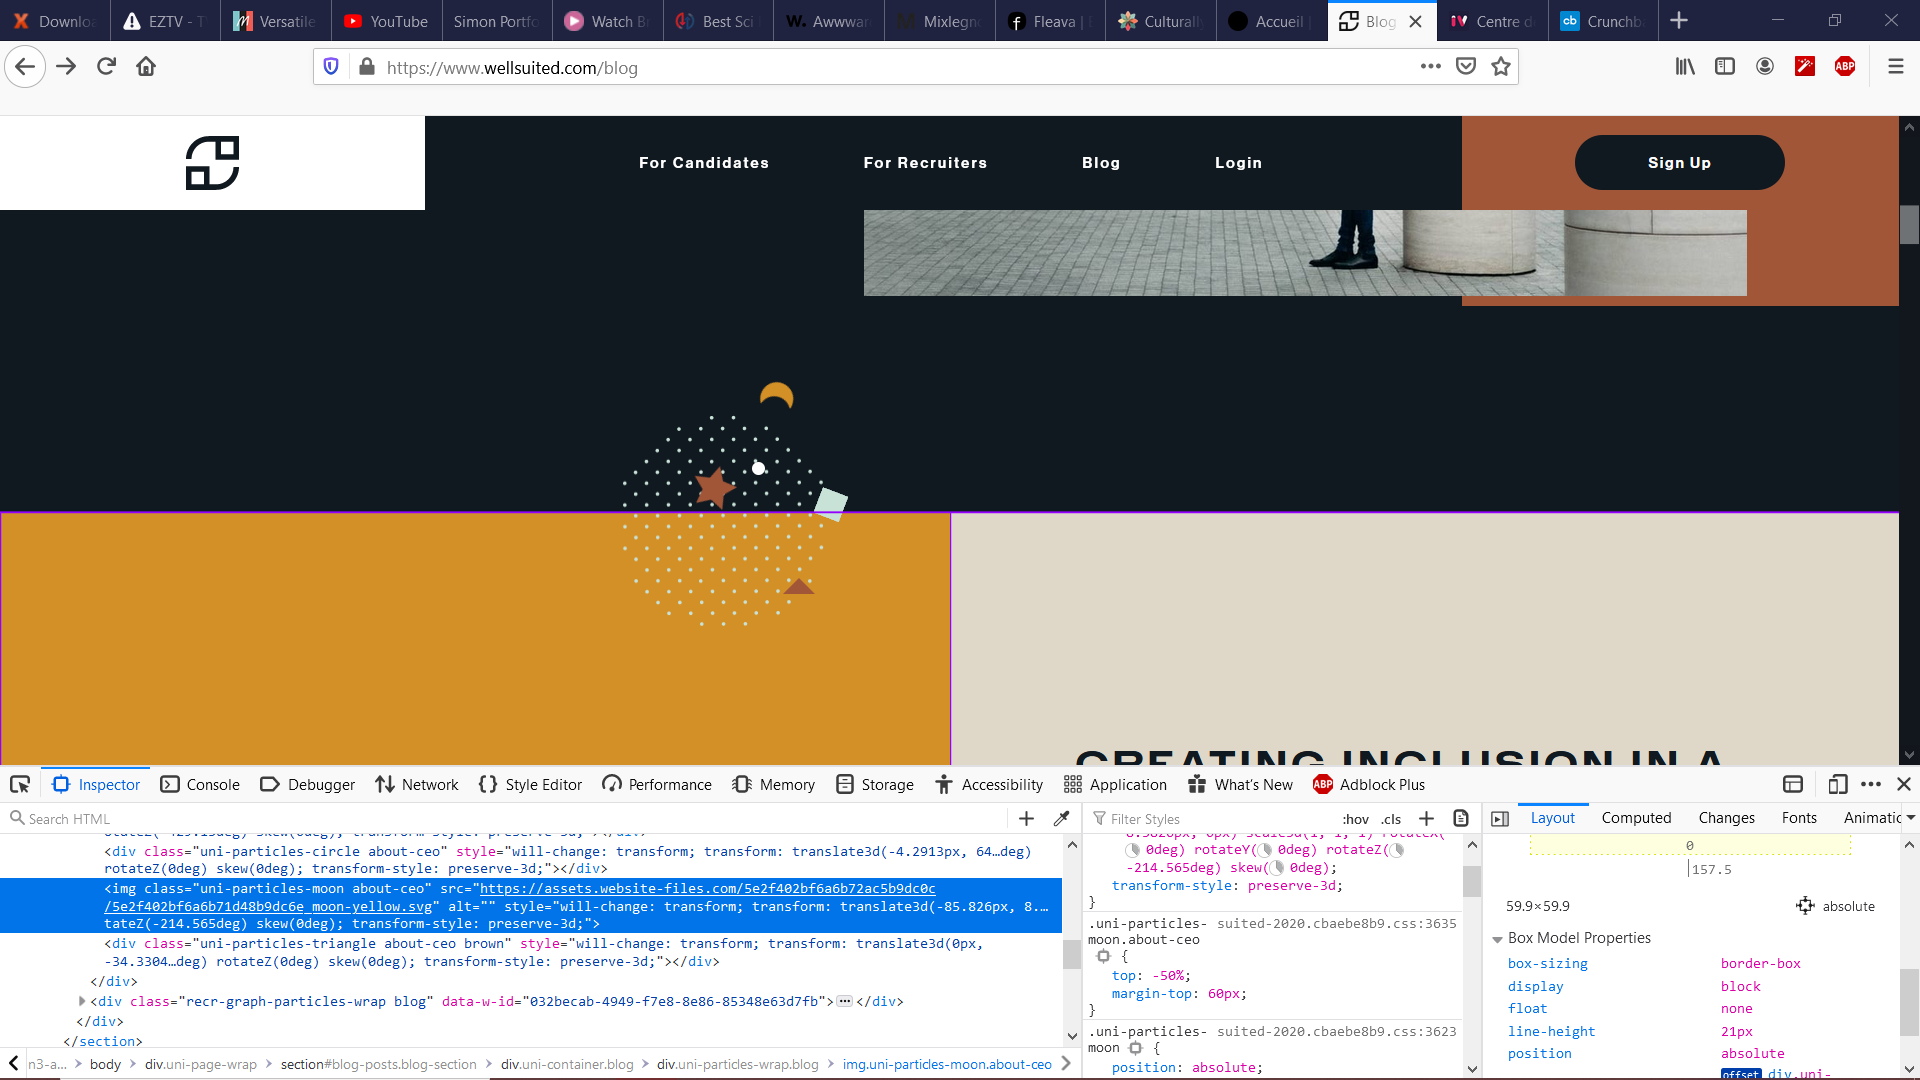 Downlo
EZTV - T
Versatile
YouTube
Simon Portfo
Watch B
Best Sci
Awwwar
Mixlegno
Fleava |
Culturall
Accueil |
Blog
Centre d
Crunchb
https://www.wellsuited.com/blog
ABP
For Candidates
For Recruiters
Blog
Login
Sign Up
CREATING INCLUSION IN A
Inspector
Console
Debugger
Network
Style Editor
Performance
Memory
Storage
Accessibility
Application
What's New
ABP Adblock Plus
Search HTML
<div class="uni-particles-circle about-ceo" style="will-change: transform; transform: translate3d(-4.2913px, 64…deg)
rotateZ(0deg) skew(0deg); transform-style: preserve-3d;"></div>
<img class="uni-particles-moon about-ceo" src="https://assets.website-files.com/5e2f402bf6a6b72ac5b9dc0c
/5e2f402bf6a6b71d48b9dc6e_moon-yellow.svg" alt="" style="will-change: transform; transform: translate3d(-85.826px, 8.…
tateZ(-214.565deg) skew(0deg); transform-style: preserve-3d;">
<div class="uni-particles-triangle about-ceo brown" style="will-change: transform; transform: translate3d(0px,
-34.3304…deg) rotateZ(0deg) skew(0deg); transform-style: preserve-3d;"></div>
</div>
<div class="recr-graph-particles-wrap blog" data-w-id="032becab-4949-f7e8-8e86-85348e63d7fb">…</div>
</div>
</section>
n3-a…
body
div.uni-page-wrap
section#blog-posts.blog-section
div.uni-container.blog
div.uni-particles-wrap.blog
img.uni-particles-moon.about-ceo
Filter Styles
:hov
.cls
0deg) rotateY( 0deg) rotateZ(
-214.565deg) skew( 0deg);
transform-style: preserve-3d;
}
.uni-particles- suited-2020.cbaebe8b9.css:3635
moon.about-ceo
{
top: -50%;
margin-top: 60px;
}
.uni-particles- suited-2020.cbaebe8b9.css:3623
moon {
position: absolute;
Layout
Computed
Changes
Fonts
Animatic
0
157.5
59.9×59.9
absolute
Box Model Properties
box-sizing border-box
display block
float none
line-height 21px
position absolute
offset div.uni-